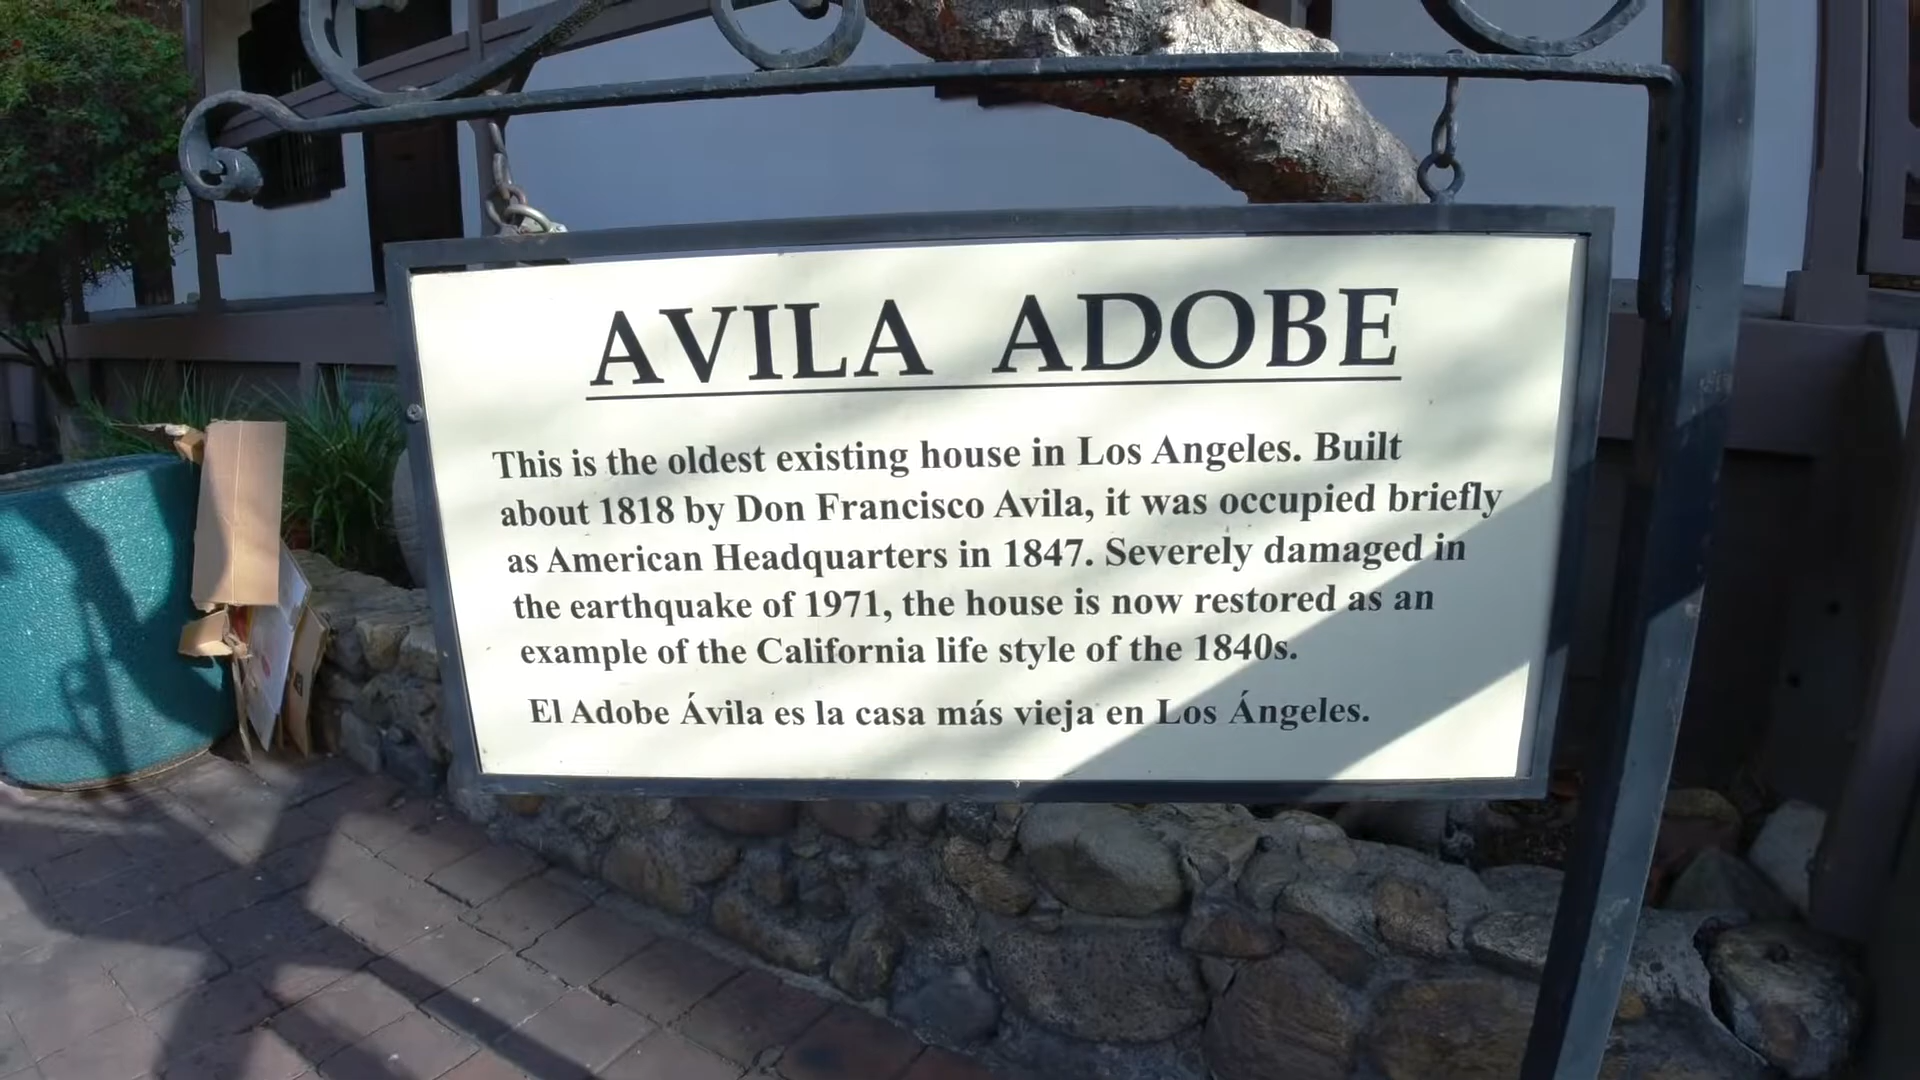 AVILA ADOBE
This is the oldest existing house in Los Angeles. Built
about 1818 by Don Francisco Avila, it was occupied briefly
as American Headquarters in 1847. Severely damaged in
the earthquake of 1971, the house is now restored as an
example of the California life style of the 1840s.
El Adobe Ávila es la casa más vieja en Los Ángeles.